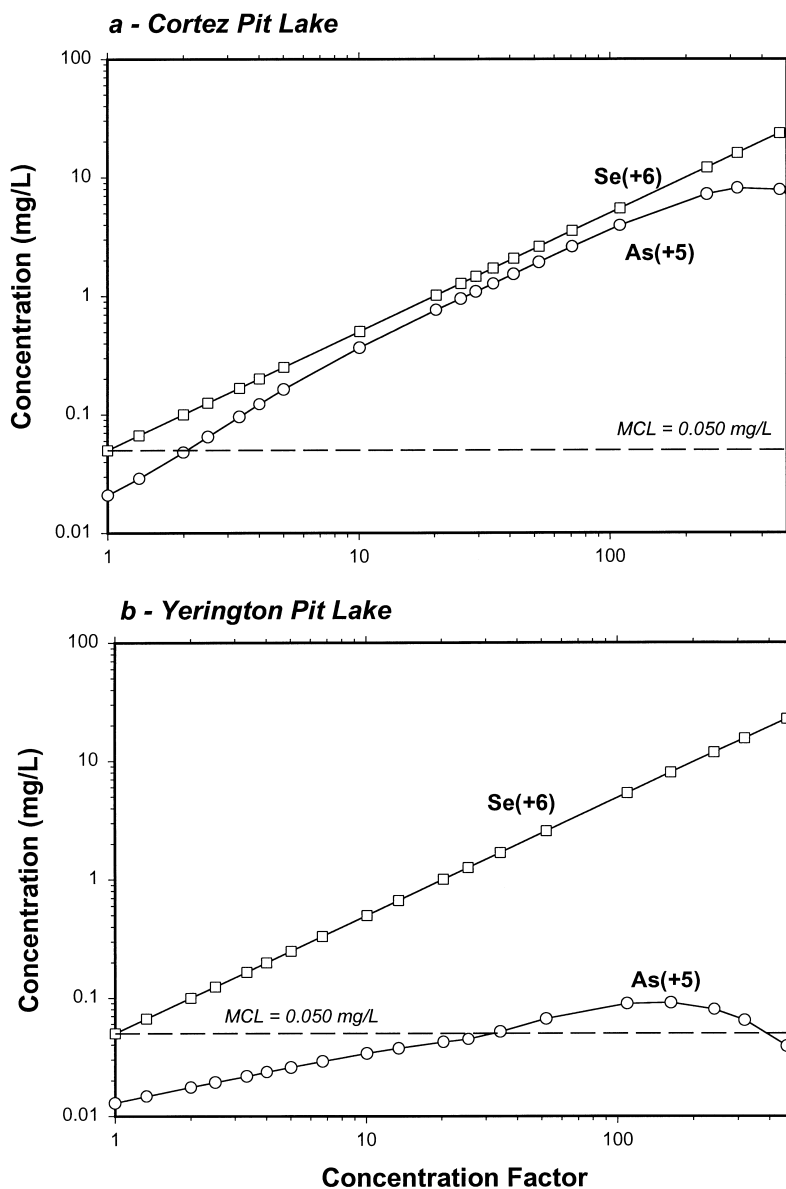 a - Cortez Pit Lake
100
10
1
0.1
0.01
Concentration (mg/L)
Se(+6)
As(+5)
MCL = 0.050 mg/L
1
10
100
b - Yerington Pit Lake
100
10
1
0.1
0.01
Concentration (mg/L)
Se(+6)
As(+5)
MCL = 0.050 mg/L
1
10
100
Concentration Factor